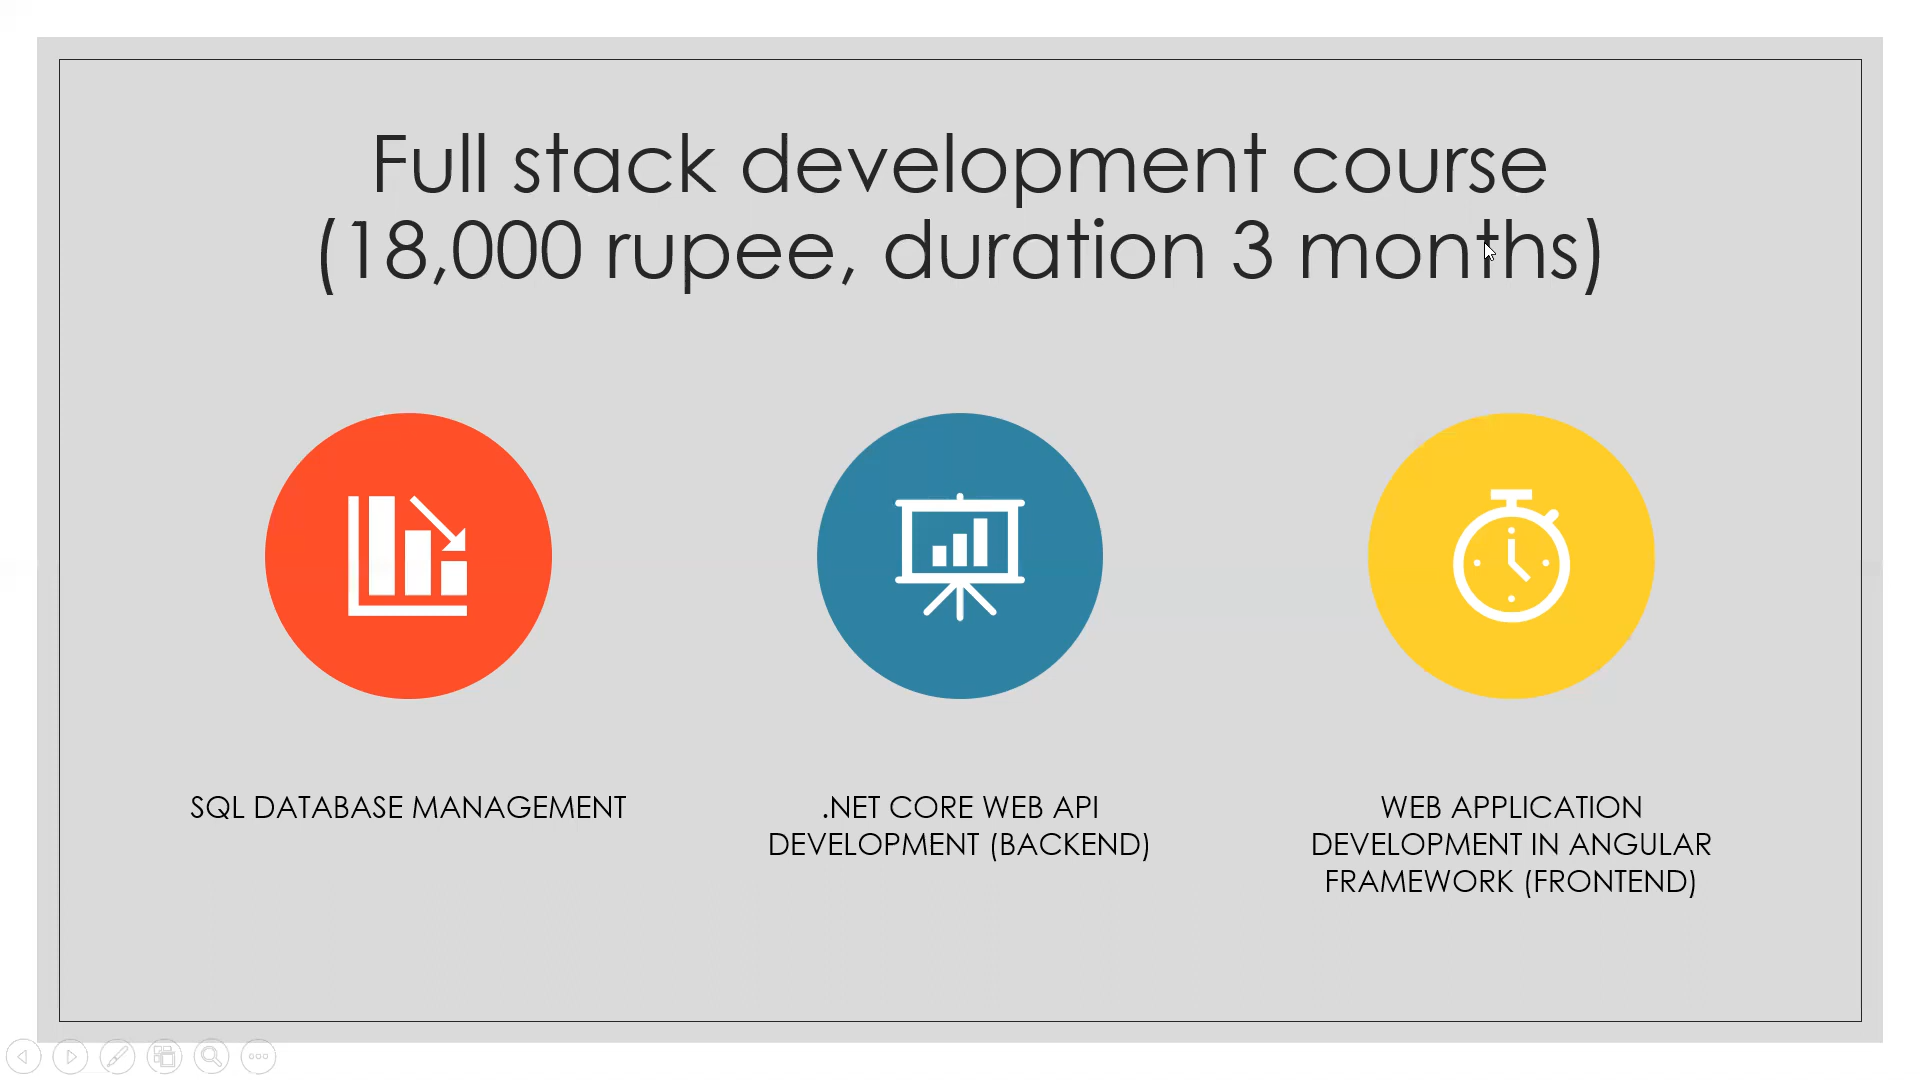 Full stack development course
(18,000 rupee, duration 3 months)
SQL DATABASE MANAGEMENT
.NET CORE WEB API
DEVELOPMENT (BACKEND)
WEB APPLICATION
DEVELOPMENT IN ANGULAR
FRAMEWORK (FRONTEND)